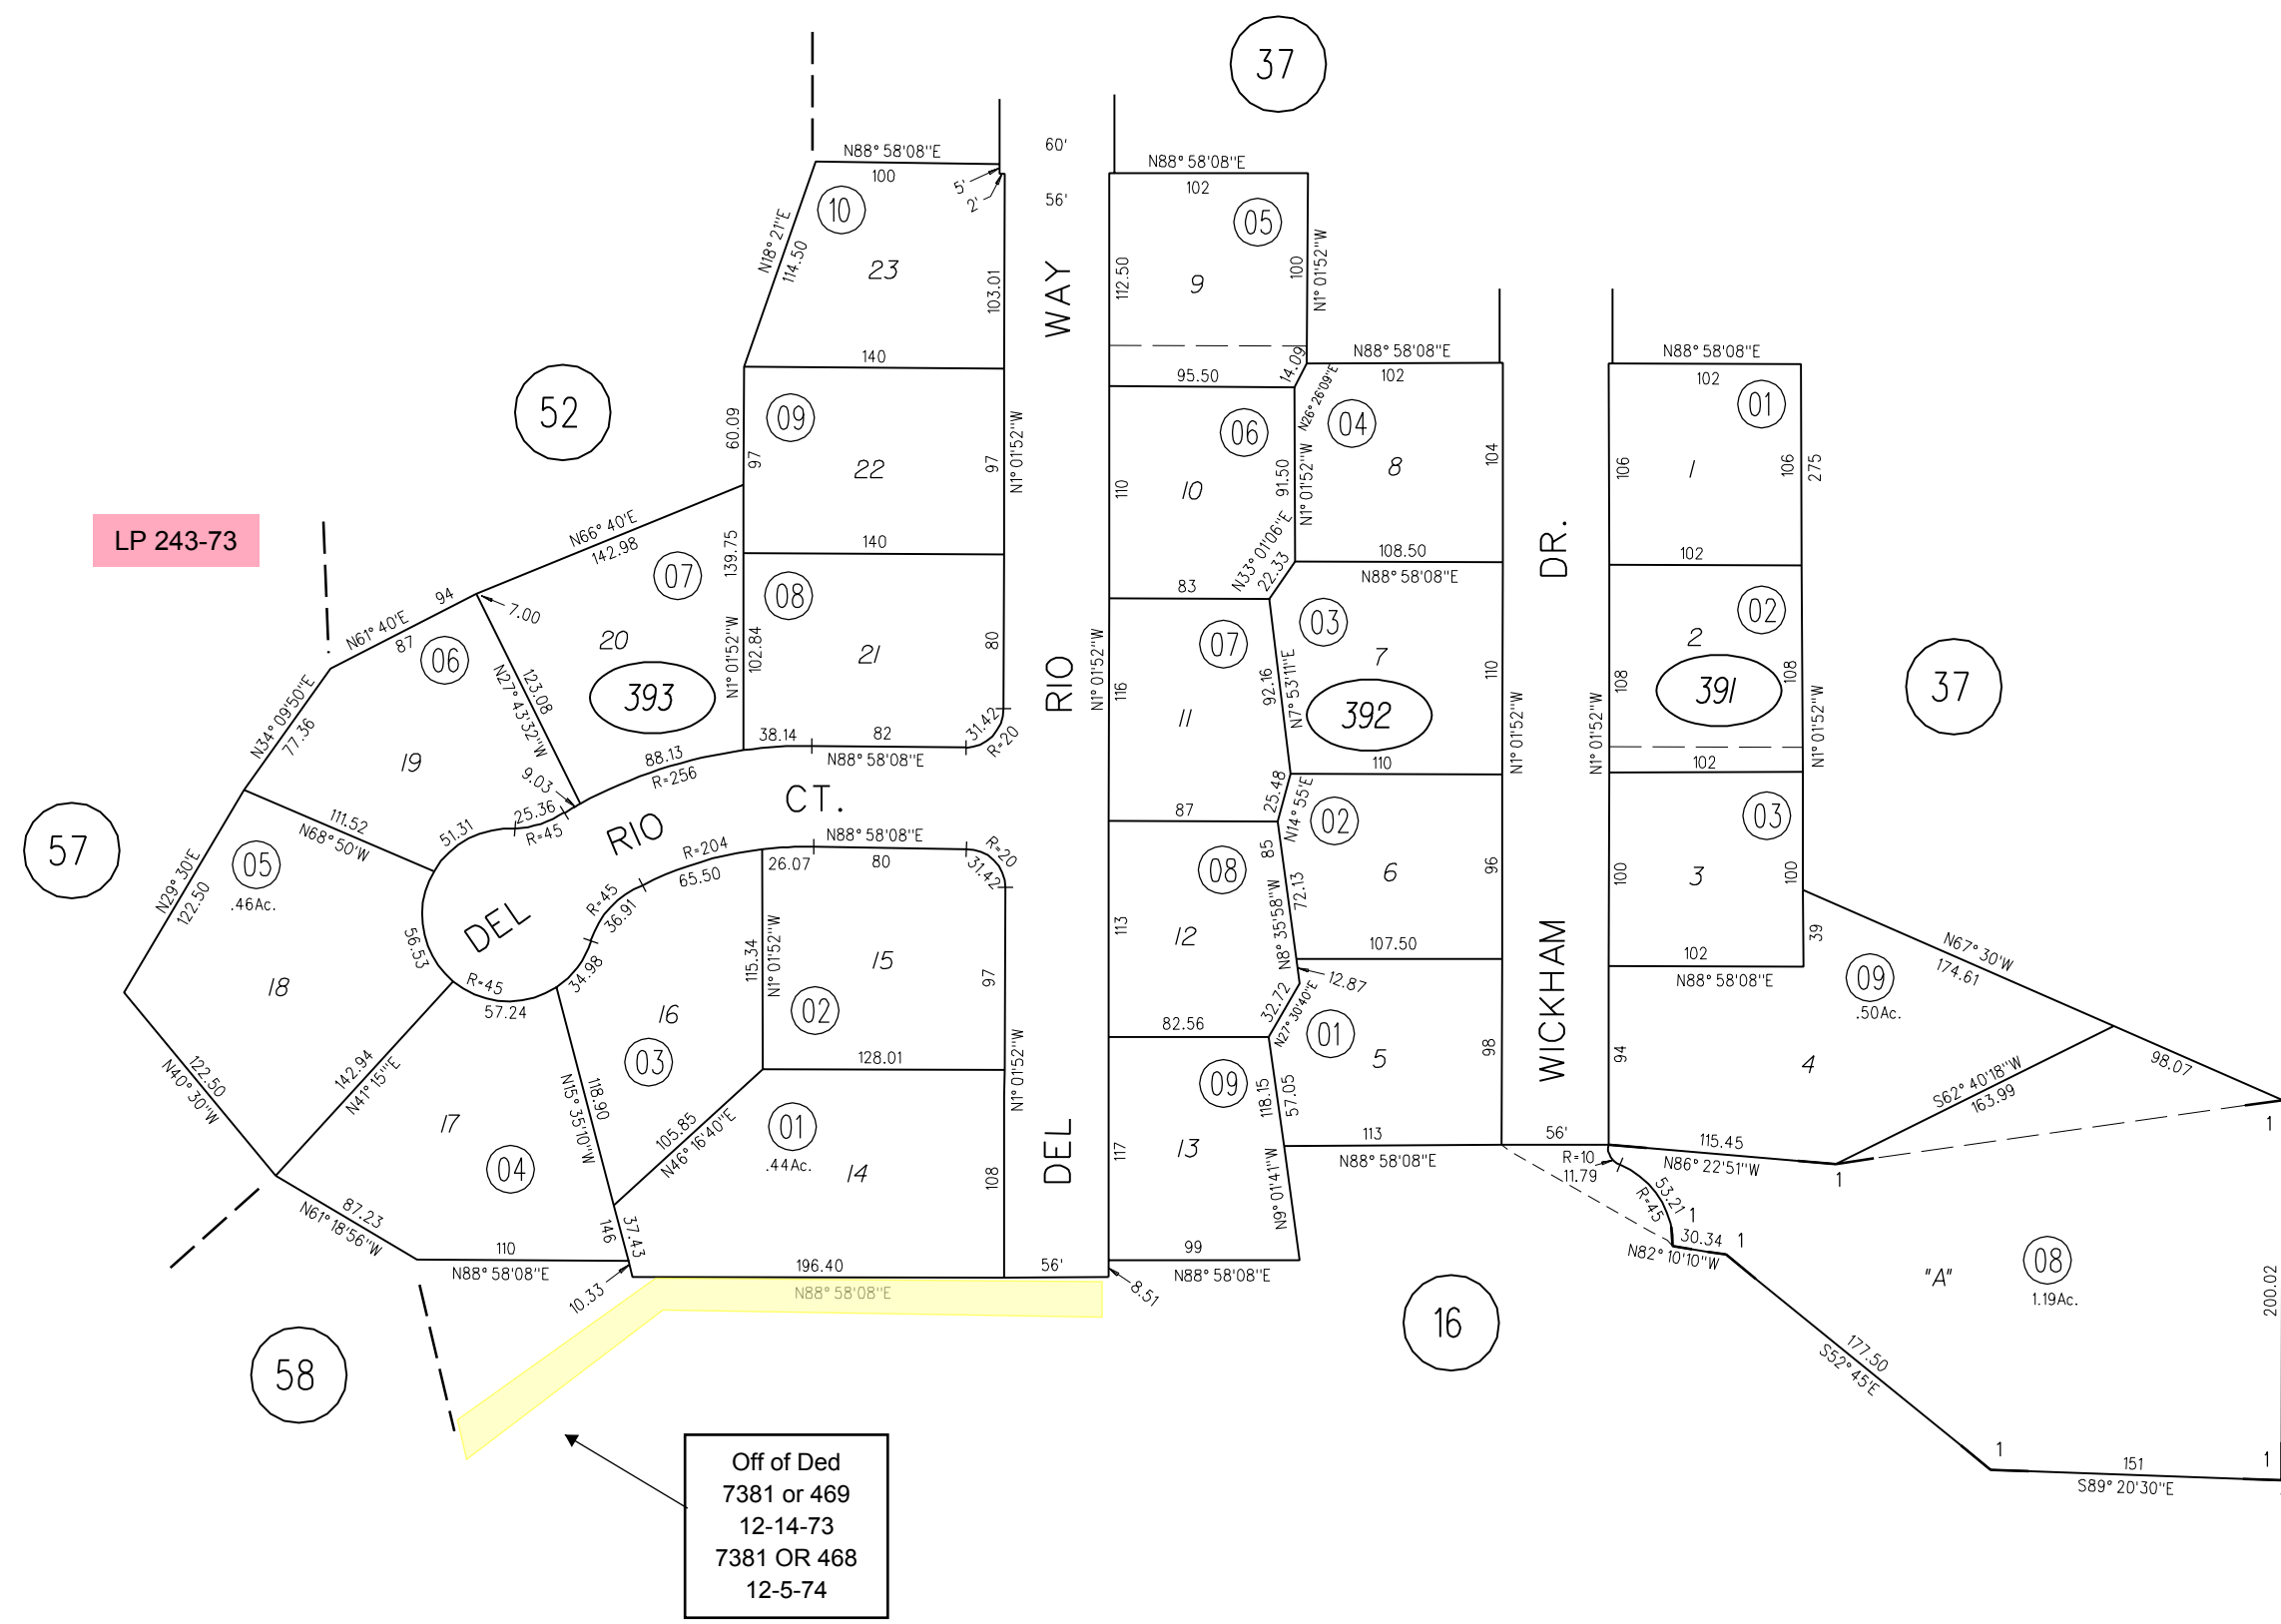 37
60'
56'
N88° 58'08"E
100
5'
2'
10
N18° 21"E
114.50
23
103.01
WAY
N88° 58'08"E
102
05
112.50
9
100
N1° 01'52"W
140
95.50
14.09
N26° 26'09"E
N88° 58'08"E
102
N88° 58'08"E
102
01
52
60.09
97
09
22
97
N1° 01'52"W
06
10
110
91.50
N1° 01'52"W
04
8
104
106
1
106
275
LP 243-73
N66° 40'E
142.98
140
139.75
07
08
N33° 01'06"E
22.33
108.50
N88° 58'08"E
DR.
102
94
7.00
N61° 40'E
87
06
20
393
N1° 01'52"W
102.84
21
80
RIO
N1° 01'52"W
83
07
116
11
92.16
N7° 53'11"E
03
7
392
110
N1° 01'52"W
02
2
391
108
108
N1° 01'52"W
N1° 01'52"W
37
N34° 09'50"E
77.36
19
123.08
N27° 43'32"W
38.14
82
N88° 58'08"E
31.42
R=20
88.13
R=256
9.03
25.36
R=45
51.31
110
102
25.48
N14° 55'E
87
57
111.52
N68° 50'W
05
.46Ac.
N29° 30'E
122.50
18
56.53
RIO
CT.
DEL
R=204
65.50
26.07
N88° 58'08"E
80
R=20
31.42
R=45
36.91
34.98
R=45
57.24
115.34
N1° 01'52"W
15
02
97
128.01
N1° 01'52"W
16
03
08
85
12
113
72.13
N8° 35'58"W
02
6
96
107.50
12.87
32.72
N27° 30'40"E
82.56
03
3
100
100
102
N88° 58'08"E
39
WICKHAM
N67° 30'W
174.61
09
.50Ac.
4
94
98.07
S62° 40'18"W
163.99
122.50
N40° 30'W
142.94
N41° 15'E
17
04
118.90
N15° 35'10"W
105.85
N46° 16'40"E
01
.44Ac.
14
108
DEL
09
13
117
118.15
57.05
N9° 01'41"W
01
5
98
113
N88° 58'08"E
56'
R=10
11.79
115.45
N86° 22'51"W
1
1
53.21
R=45
1
30.34
N82° 10'10"W
1
87.23
N61° 18'56"W
110
N88° 58'08"E
146
37.43
10.33
196.40
N88° 58'08"E
56'
8.51
99
N88° 58'08"E
16
"A"
08
1.19Ac.
200.02
177.50
S52° 45'E
1
151
S89° 20'30"E
1
58
Off of Ded
7381 or 469
12-14-73
7381 OR 468
12-5-74